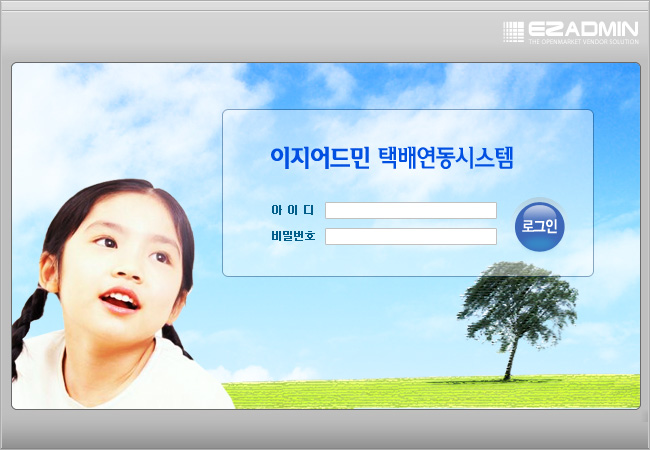 EZADMIN
THE OPENMARKET VENDOR SOLUTION
이지어드민 택배연동시스템
아 이 디
비밀번호
로그인